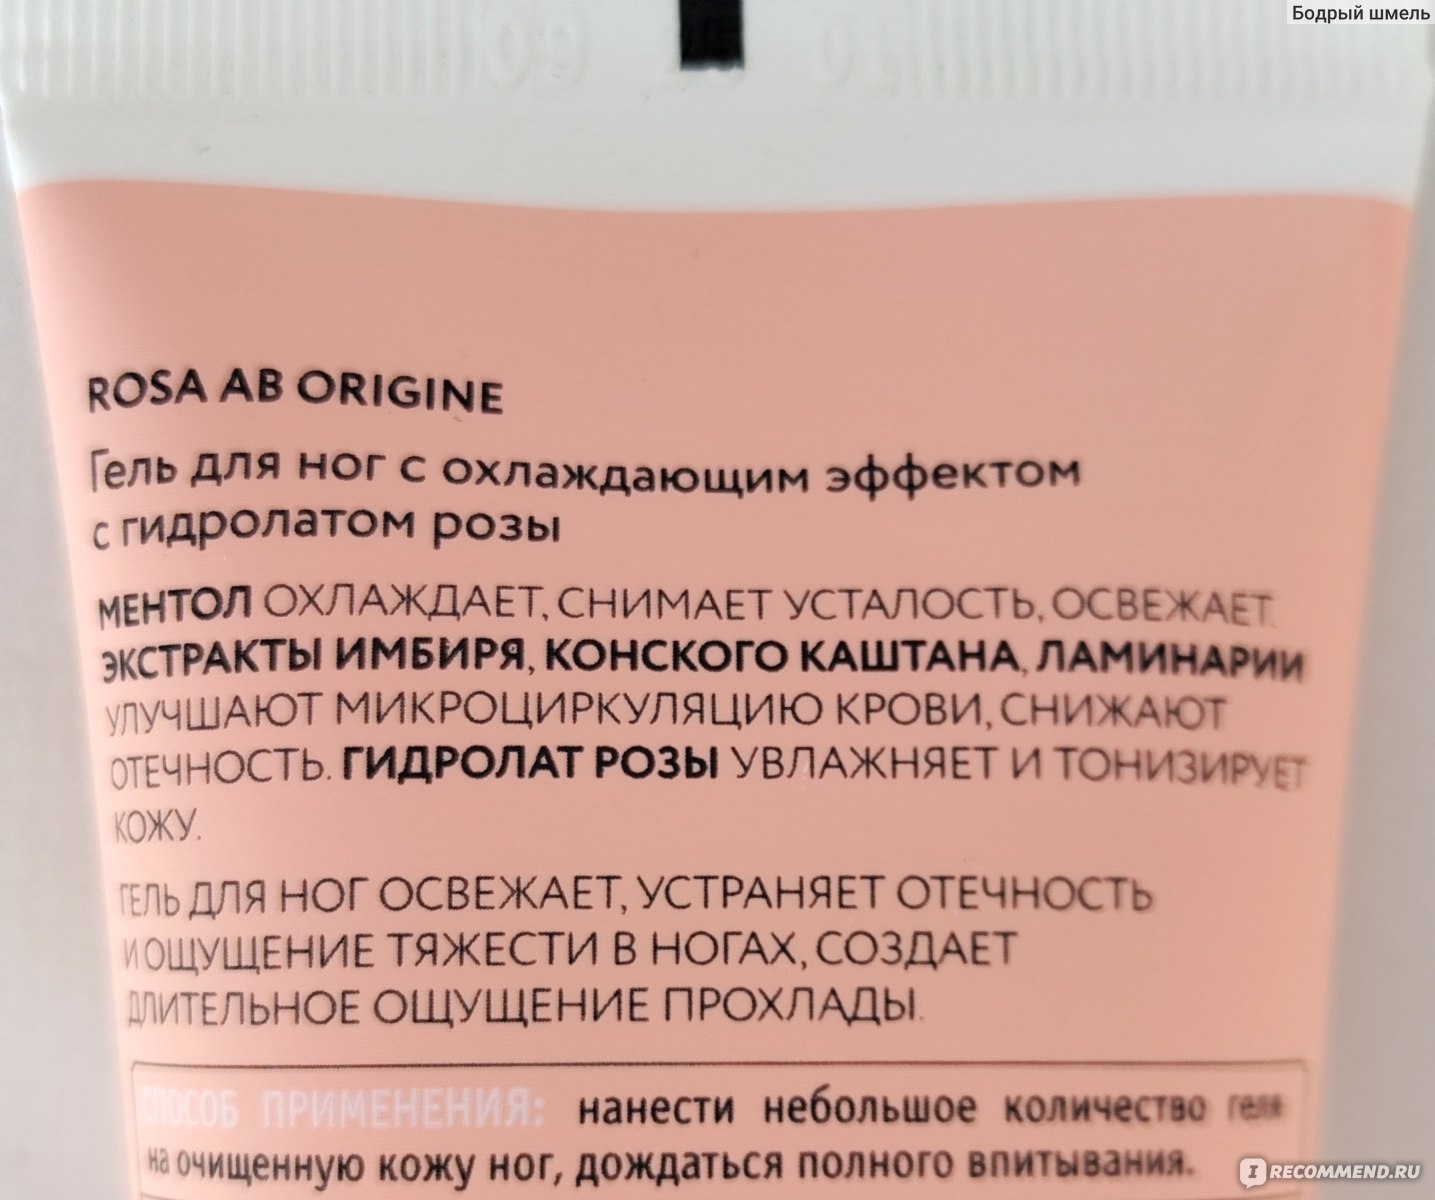 Бодрый шмель
ROSA AB ORIGINE
Гель для ног с охлаждающим эффектом
с гидролатом розы
МЕНТОЛ ОХЛАЖДАЕТ, СНИМАЕТ УСТАЛОСТЬ, ОСВЕЖАЕТ.
ЭКСТРАКТЫ ИМБИРЯ, КОНСКОГО КАШТАНА, ЛАМИНАРИИ
УЛУЧШАЮТ МИКРОЦИРКУЛЯЦИЮ КРОВИ, СНИЖАЮТ
ОТЕЧНОСТЬ. ГИДРОЛАТ РОЗЫ УВЛАЖНЯЕТ И ТОНИЗИРУЕТ
КОЖУ.
ГЕЛЬ ДЛЯ НОГ ОСВЕЖАЕТ, УСТРАНЯЕТ ОТЕЧНОСТЬ
И ОЩУЩЕНИЕ ТЯЖЕСТИ В НОГАХ, СОЗДАЕТ
ДЛИТЕЛЬНОЕ ОЩУЩЕНИЕ ПРОХЛАДЫ.
СПОСОБ ПРИМЕНЕНИЯ: нанести небольшое количество геля
на очищенную кожу ног, дождаться полного впитывания.
IRECOMMEND.RU